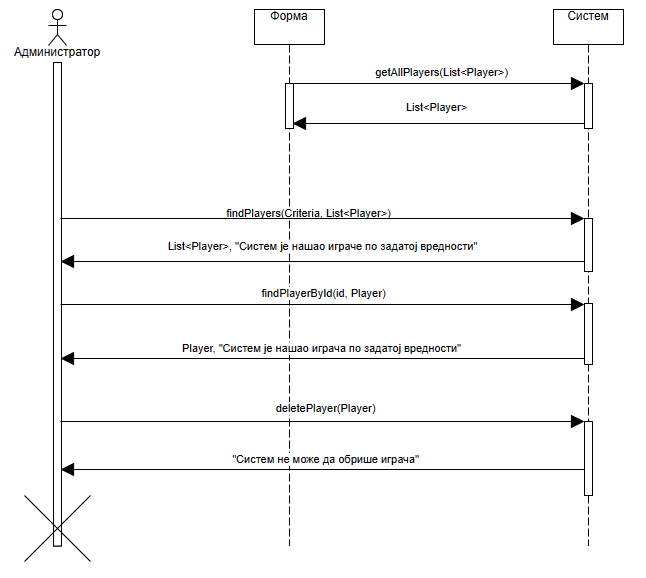 Форма
Систем
Администратор
getAllPlayers(List<Player>)
List<Player>
findPlayers(Criteria, List<Player>)
List<Player>, "Систем је нашао играче по задатој вредности"
findPlayerById(id, Player)
Player, "Систем је нашао играча по задатој вредности"
deletePlayer(Player)
"Систем не може да обрише играча"